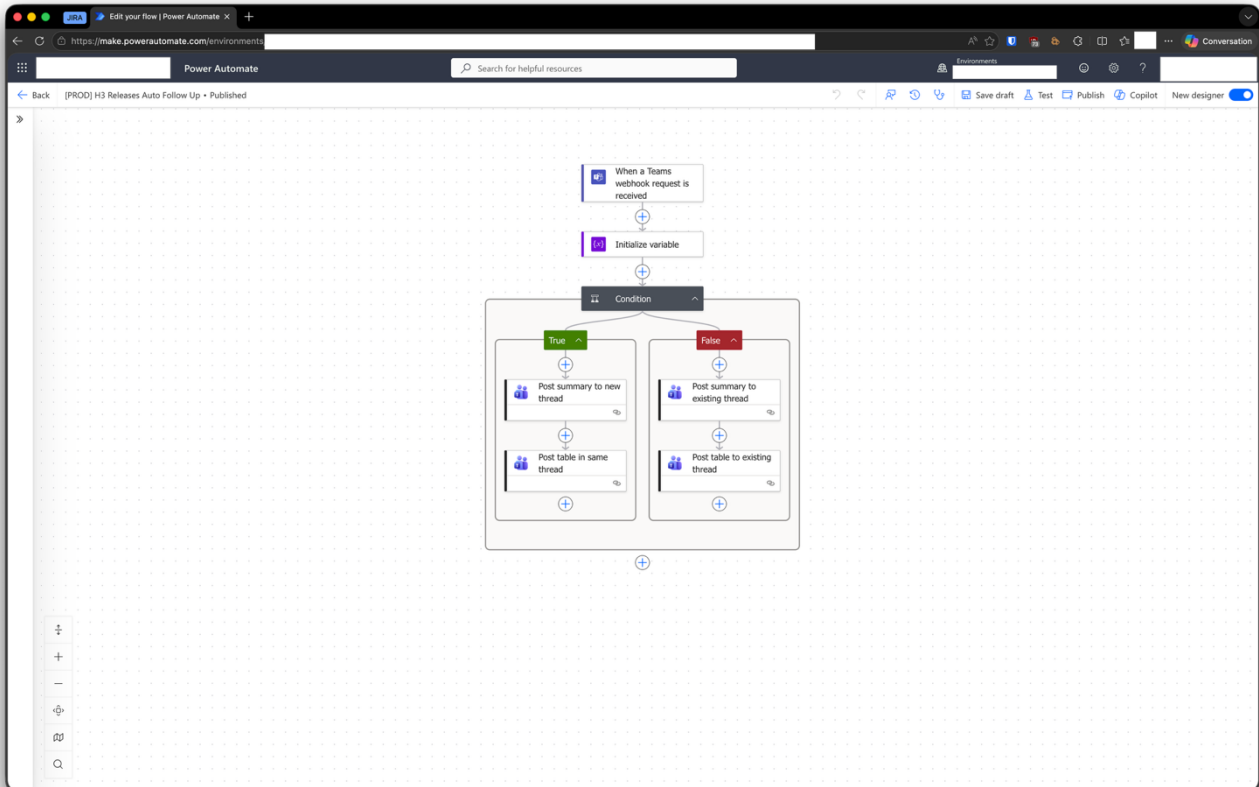 JIRA
Edit your flow | Power Automate
https://make.powerautomate.com/environments
Conversation
Power Automate
Search for helpful resources
Environments
Back
[PROD] H3 Releases Auto Follow Up • Published
Save draft
Test
Publish
Copilot
New designer
When a Teams
webhook request is
received
Initialize variable
Condition
True
False
Post summary to new
thread
Post summary to
existing thread
Post table in same
thread
Post table to existing
thread